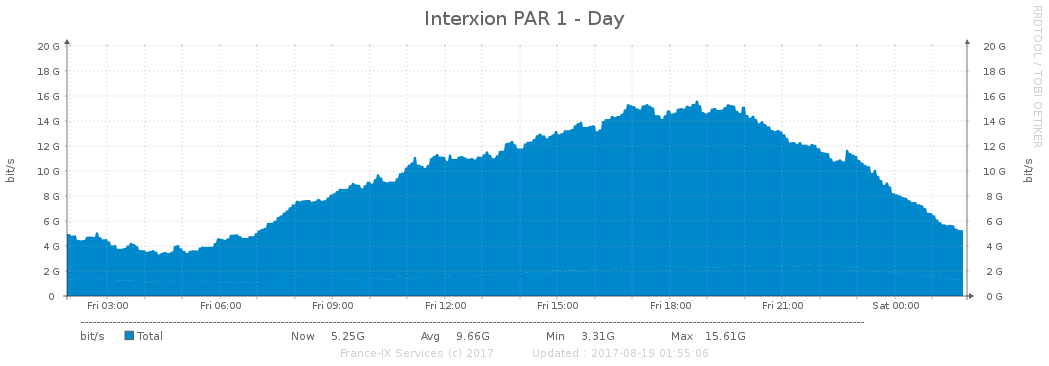 Interxion PAR 1 - Day
RRDTOOL / TOBI OETIKER
20 G 20 G
18 G 18 G
16 G 16 G
14 G 14 G
12 G 12 G
10 G 10 G
8 G 8 G
6 G 6 G
4 G 4 G
2 G 2 G
0 0 G
bit/s
bit/s
Fri 03:00 Fri 06:00 Fri 09:00 Fri 12:00 Fri 15:00 Fri 18:00 Fri 21:00 Sat 00:00
bit/s Total Now 5.25G Avg 9.66G Min 3.31G Max 15.61G
France-IX Services (c) 2017 Updated : 2017-08-19 01:55:06